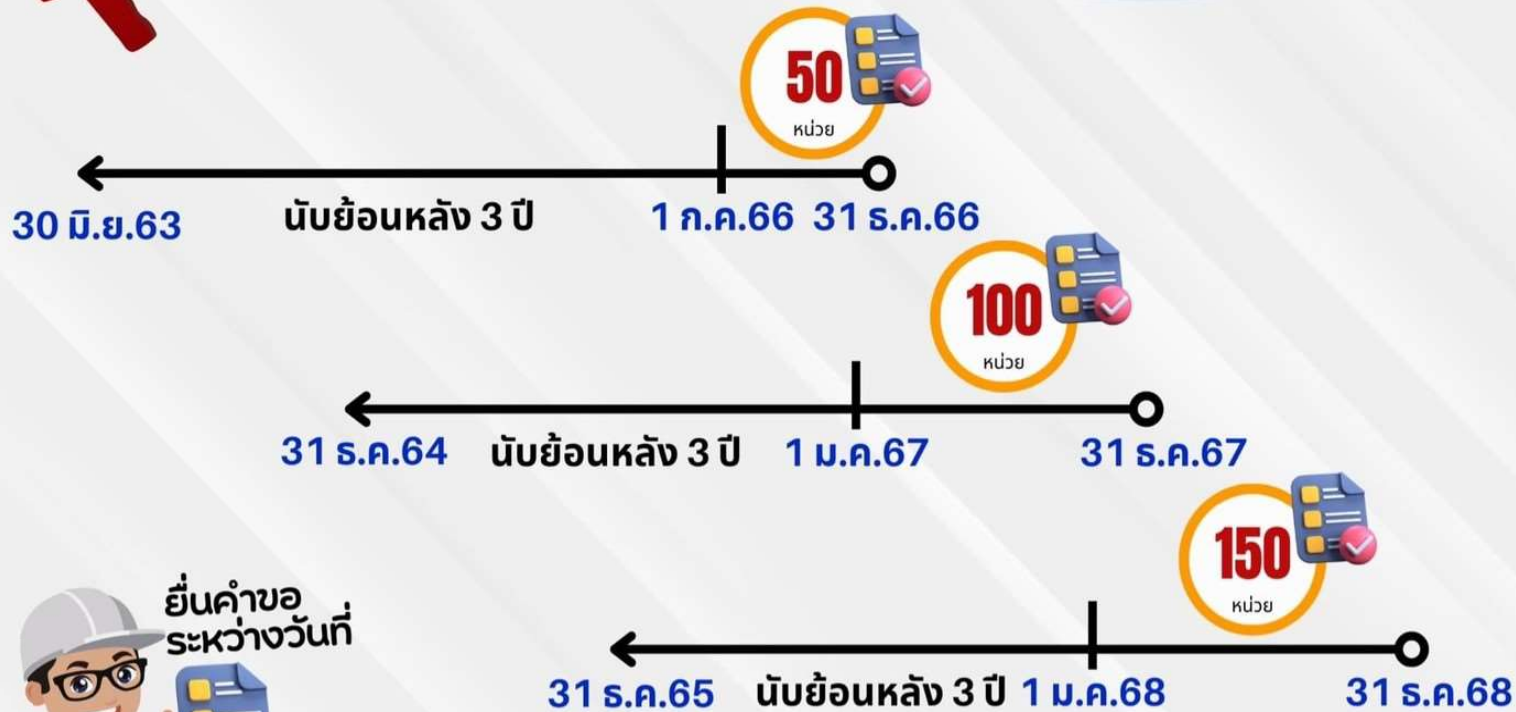 50
หน่วย
30 มิ.ย.63 นับย้อนหลัง 3 ปี 1 ก.ค.66 31 ธ.ค.66
100
หน่วย
31 ธ.ค.64 นับย้อนหลัง 3 ปี 1 ม.ค.67 31 ธ.ค.67
150
หน่วย
ยื่นคำขอ
ระหว่างวันที่
31 ธ.ค.65 นับย้อนหลัง 3 ปี 1 ม.ค.68 31 ธ.ค.68